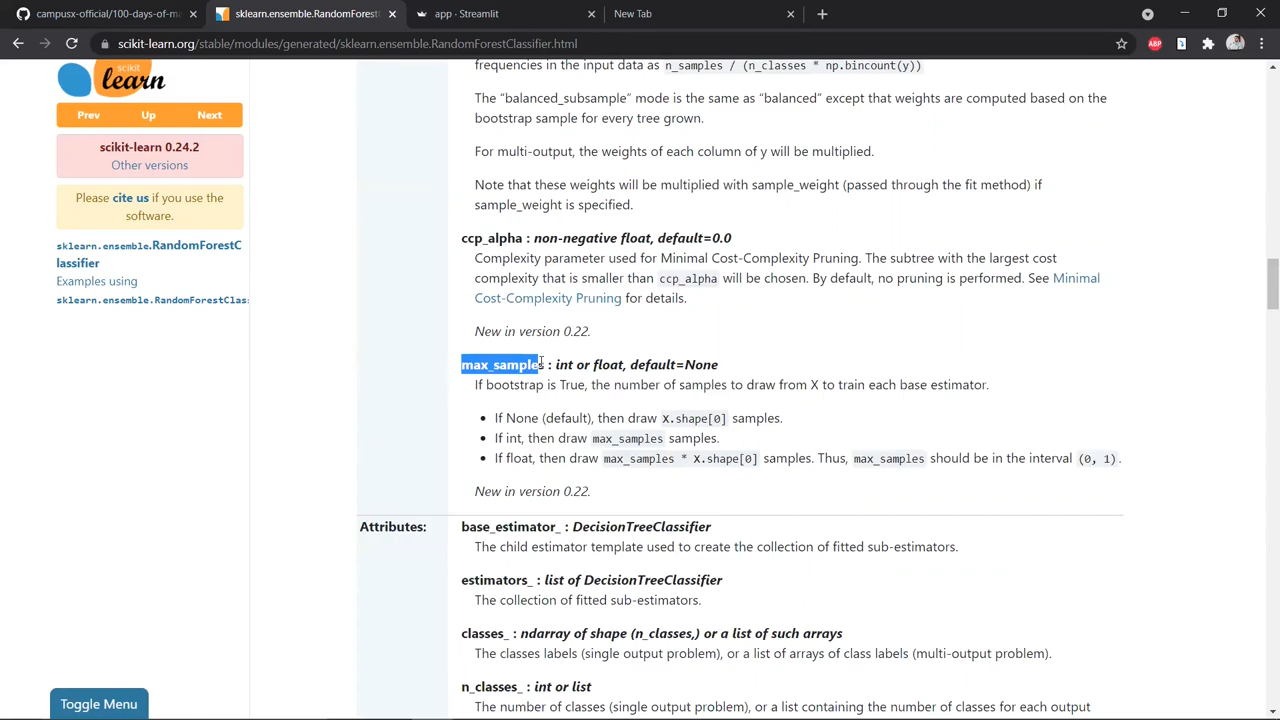 campusx-official/100-days-of-m
sklearn.ensemble.RandomForestC
app · Streamlit
New Tab
scikit-learn.org/stable/modules/generated/sklearn.ensemble.RandomForestClassifier.html
ABP
scikit
learn
Prev Up Next
scikit-learn 0.24.2
Other versions
Please cite us if you use the
software.
sklearn.ensemble.RandomForestC
lassifier
Examples using
sklearn.ensemble.RandomForestClas
Toggle Menu
frequencies in the input data as n_samples / (n_classes * np.bincount(y))
The “balanced_subsample” mode is the same as “balanced” except that weights are computed based on the
bootstrap sample for every tree grown.
For multi-output, the weights of each column of y will be multiplied.
Note that these weights will be multiplied with sample_weight (passed through the fit method) if
sample_weight is specified.
ccp_alpha : non-negative float, default=0.0
Complexity parameter used for Minimal Cost-Complexity Pruning. The subtree with the largest cost
complexity that is smaller than ccp_alpha will be chosen. By default, no pruning is performed. See Minimal
Cost-Complexity Pruning for details.
New in version 0.22.
max_samples : int or float, default=None
If bootstrap is True, the number of samples to draw from X to train each base estimator.
• If None (default), then draw X.shape[0] samples.
• If int, then draw max_samples samples.
• If float, then draw max_samples * X.shape[0] samples. Thus, max_samples should be in the interval (0, 1).
New in version 0.22.
Attributes: base_estimator_ : DecisionTreeClassifier
The child estimator template used to create the collection of fitted sub-estimators.
estimators_ : list of DecisionTreeClassifier
The collection of fitted sub-estimators.
classes_ : ndarray of shape (n_classes,) or a list of such arrays
The classes labels (single output problem), or a list of arrays of class labels (multi-output problem).
n_classes_ : int or list
The number of classes (single output problem), or a list containing the number of classes for each output